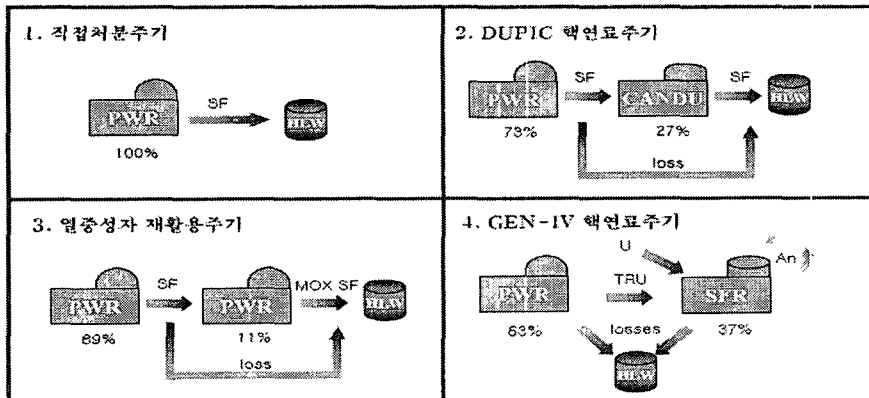 1. 직접처분주기
SF
PWR
HLW
100%
2. DUPIC 핵연료주기
SF
SF
PWR
CANDU
HLW
73%
27%
loss
3. 열중성자 재활용주기
SF
MOX SF
PWR
PWR
HLW
89%
11%
loss
4. GEN-IV 핵연료주기
U
An
TRU
PWR
SFR
63%
losses
37%
HLW